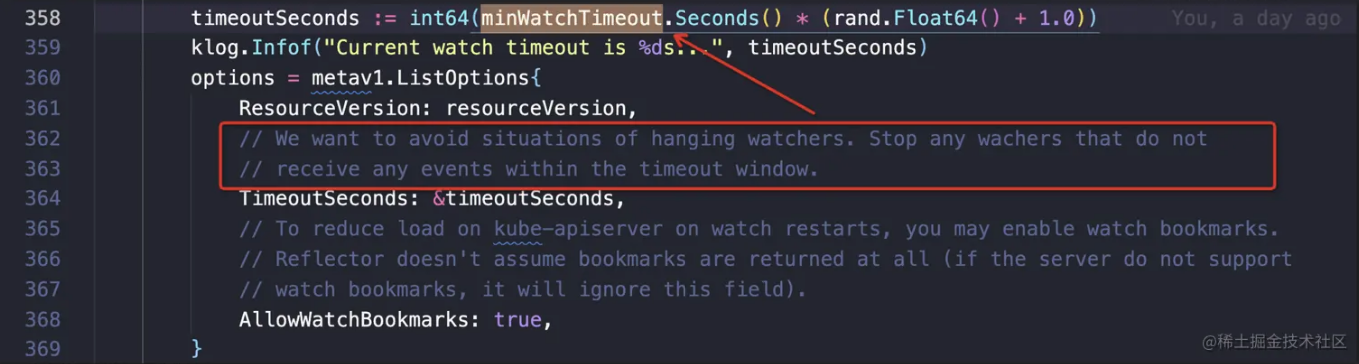 358 timeoutSeconds := int64(minWatchTimeout.Seconds() * (rand.Float64() + 1.0)) You, a day ago
359 klog.Infof("Current watch timeout is %ds...", timeoutSeconds)
360 options = metav1.ListOptions{
361 ResourceVersion: resourceVersion,
362 // We want to avoid situations of hanging watchers. Stop any wachers that do not
363 // receive any events within the timeout window.
364 TimeoutSeconds: &timeoutSeconds,
365 // To reduce load on kube-apiserver on watch restarts, you may enable watch bookmarks.
366 // Reflector doesn't assume bookmarks are returned at all (if the server do not support
367 // watch bookmarks, it will ignore this field).
368 AllowWatchBookmarks: true,
369 }
@稀土掘金技术社区